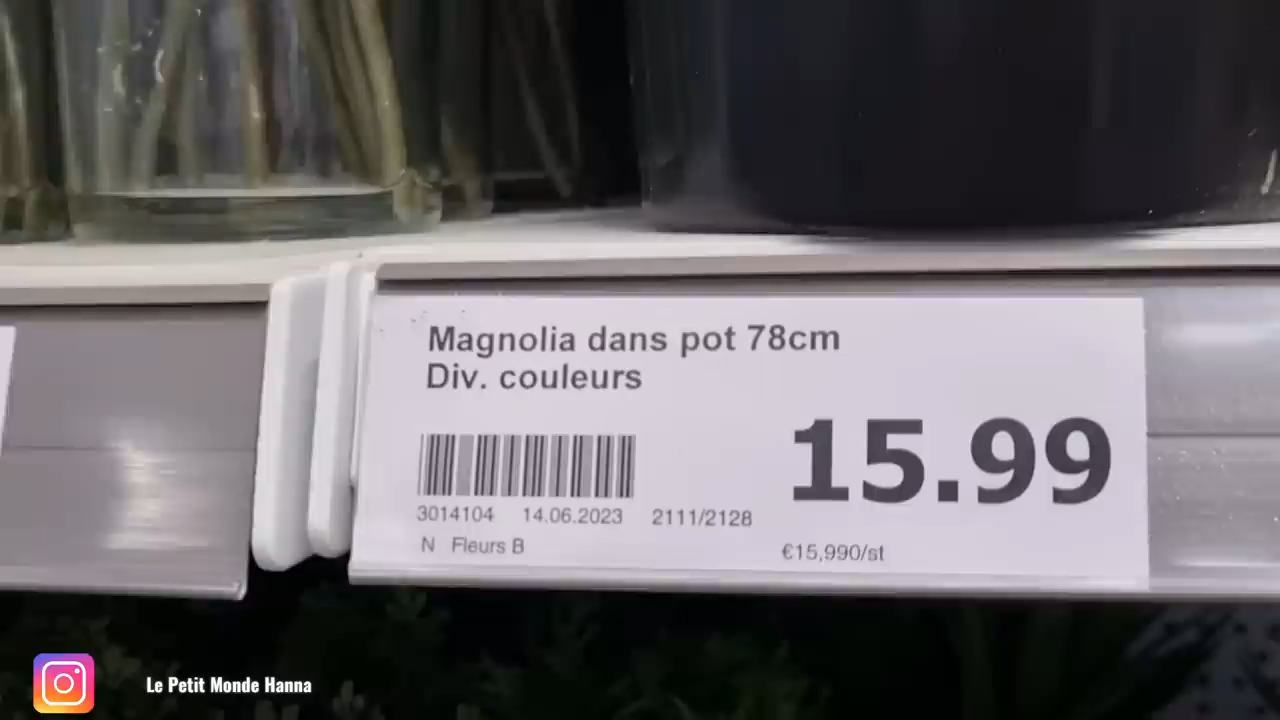 Magnolia dans pot 78cm
Div. couleurs
15.99
3014104 14.06.2023 2111/2128
N Fleurs B
€15,990/st
Le Petit Monde Hanna